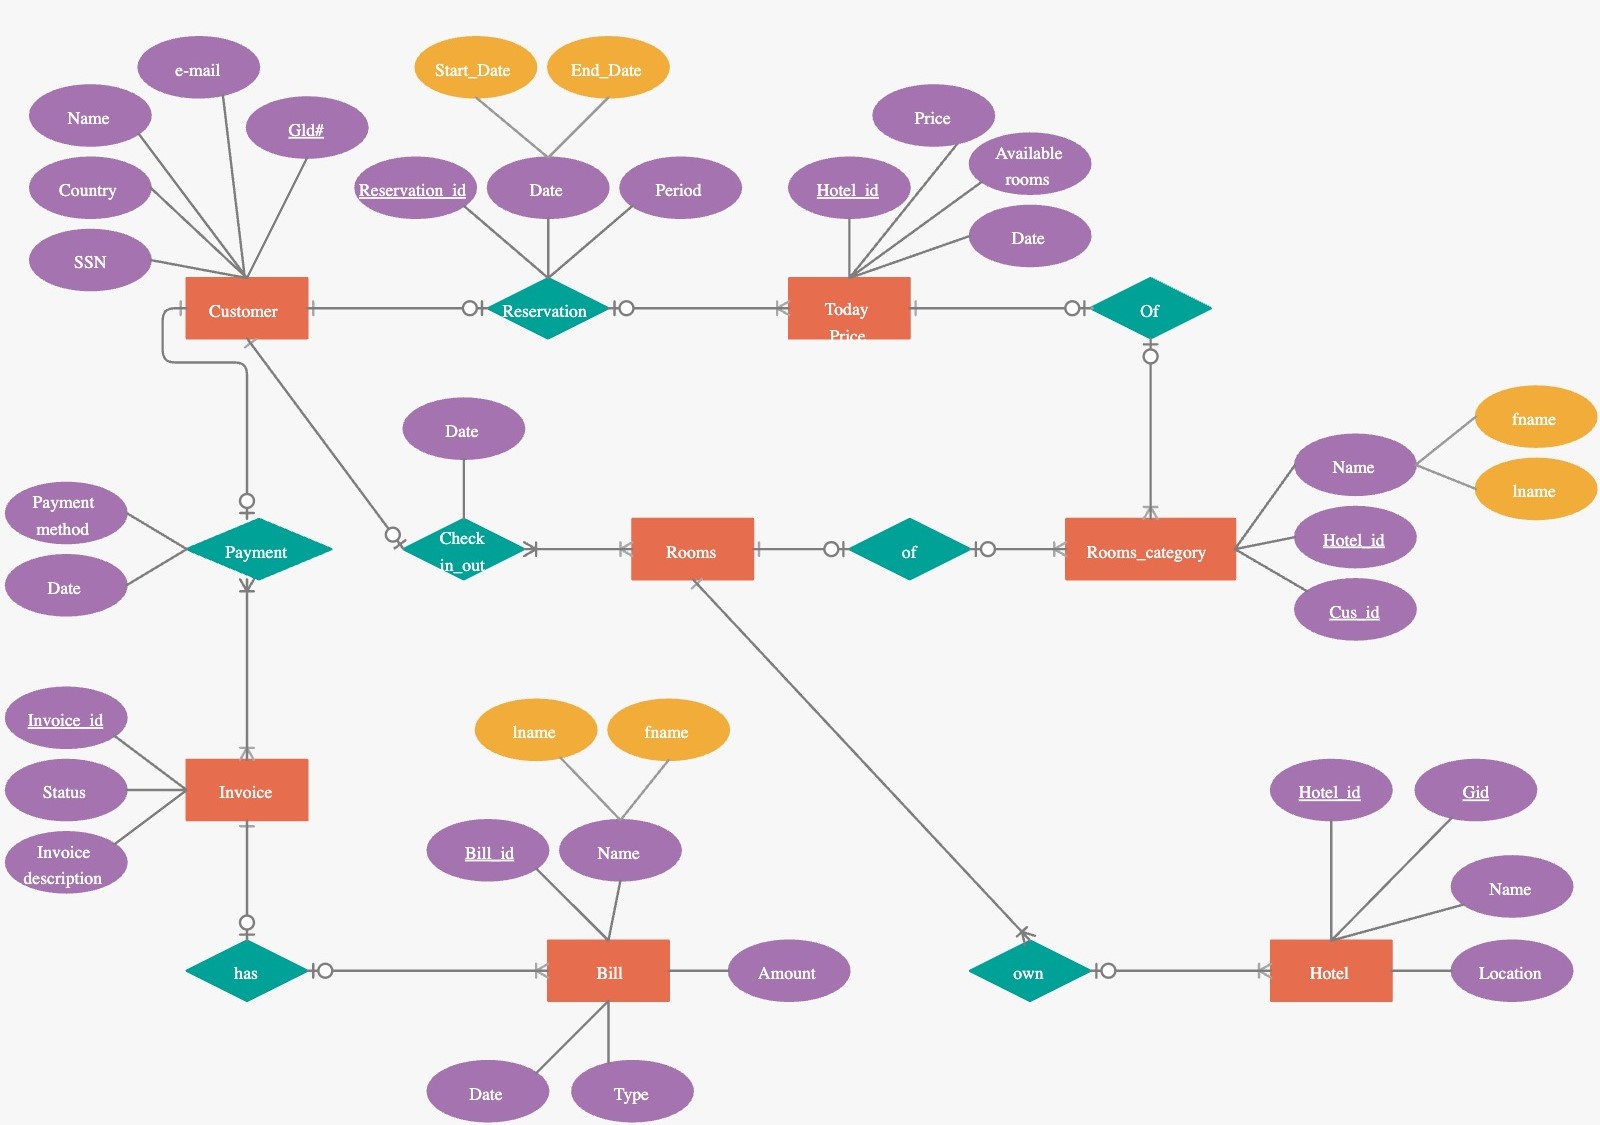 e-mail
Start_Date
End_Date
Name
Gld#
Price
Country
Reservation_id
Date
Period
Hotel_id
Available
rooms
SSN
Date
Customer
Reservation
Today
Price
Of
Date
fname
Name
lname
Payment
method
Payment
Check
in_out
Rooms
of
Rooms_category
Hotel_id
Date
Cus_id
Invoice_id
lname
fname
Status
Invoice
Hotel_id
Gid
Invoice
description
Bill_id
Name
Name
has
Bill
Amount
own
Hotel
Location
Date
Type